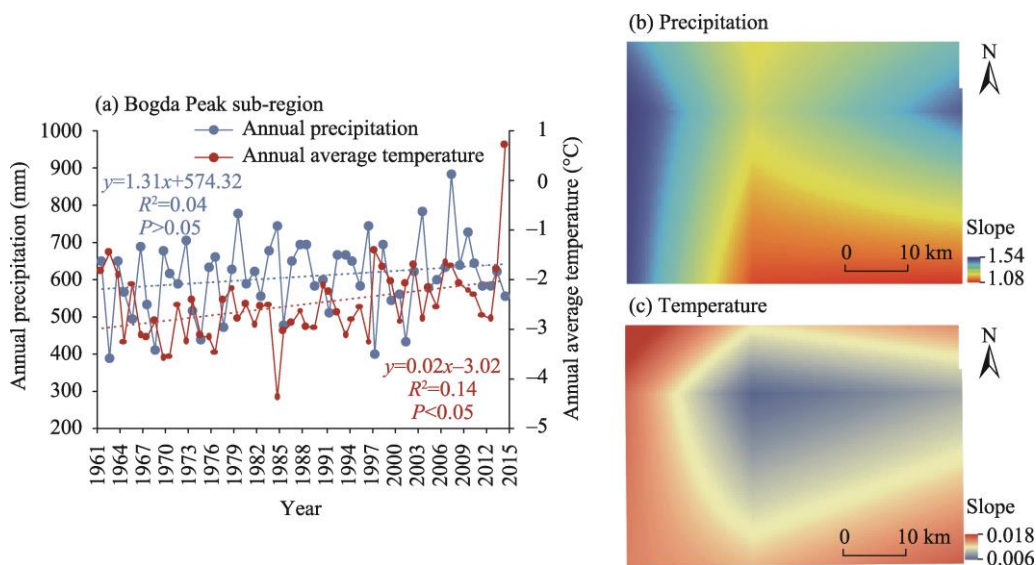 (a) Bogda Peak sub-region
Annual precipitation
Annual average temperature
y=1.31x+574.32
R²=0.04
P>0.05
y=0.02x–3.02
R²=0.14
P<0.05
Annual precipitation (mm)
1000
900
800
700
600
500
400
300
200
1
0
–1
–2
–3
–4
–5
Annual average temperature (°C)
1961
1964
1967
1970
1973
1976
1979
1982
1985
1988
1991
1994
1997
2000
2003
2006
2009
2012
2015
Year
(b) Precipitation
N
Slope
1.54
1.08
0 10 km
(c) Temperature
N
Slope
0.018
0.006
0 10 km